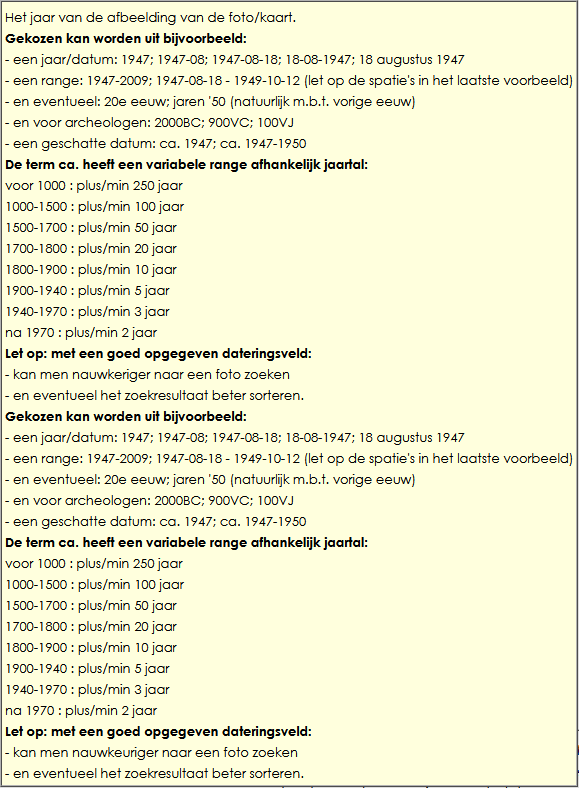 Het jaar van de afbeelding van de foto/kaart.
Gekozen kan worden uit bijvoorbeeld:
- een jaar/datum: 1947; 1947-08; 1947-08-18; 18-08-1947; 18 augustus 1947
- een range: 1947-2009; 1947-08-18 - 1949-10-12 (let op de spatie's in het laatste voorbeeld)
- en eventueel: 20e eeuw; jaren '50 (natuurlijk m.b.t. vorige eeuw)
- en voor archeologen: 2000BC; 900VC; 100VJ
- een geschatte datum: ca. 1947; ca. 1947-1950
De term ca. heeft een variabele range afhankelijk jaartal:
voor 1000 : plus/min 250 jaar
1000-1500 : plus/min 100 jaar
1500-1700 : plus/min 50 jaar
1700-1800 : plus/min 20 jaar
1800-1900 : plus/min 10 jaar
1900-1940 : plus/min 5 jaar
1940-1970 : plus/min 3 jaar
na 1970 : plus/min 2 jaar
Let op: met een goed opgegeven dateringsveld:
- kan men nauwkeriger naar een foto zoeken
- en eventueel het zoekresultaat beter sorteren.
Gekozen kan worden uit bijvoorbeeld:
- een jaar/datum: 1947; 1947-08; 1947-08-18; 18-08-1947; 18 augustus 1947
- een range: 1947-2009; 1947-08-18 - 1949-10-12 (let op de spatie's in het laatste voorbeeld)
- en eventueel: 20e eeuw; jaren '50 (natuurlijk m.b.t. vorige eeuw)
- en voor archeologen: 2000BC; 900VC; 100VJ
- een geschatte datum: ca. 1947; ca. 1947-1950
De term ca. heeft een variabele range afhankelijk jaartal:
voor 1000 : plus/min 250 jaar
1000-1500 : plus/min 100 jaar
1500-1700 : plus/min 50 jaar
1700-1800 : plus/min 20 jaar
1800-1900 : plus/min 10 jaar
1900-1940 : plus/min 5 jaar
1940-1970 : plus/min 3 jaar
na 1970 : plus/min 2 jaar
Let op: met een goed opgegeven dateringsveld:
- kan men nauwkeuriger naar een foto zoeken
- en eventueel het zoekresultaat beter sorteren.